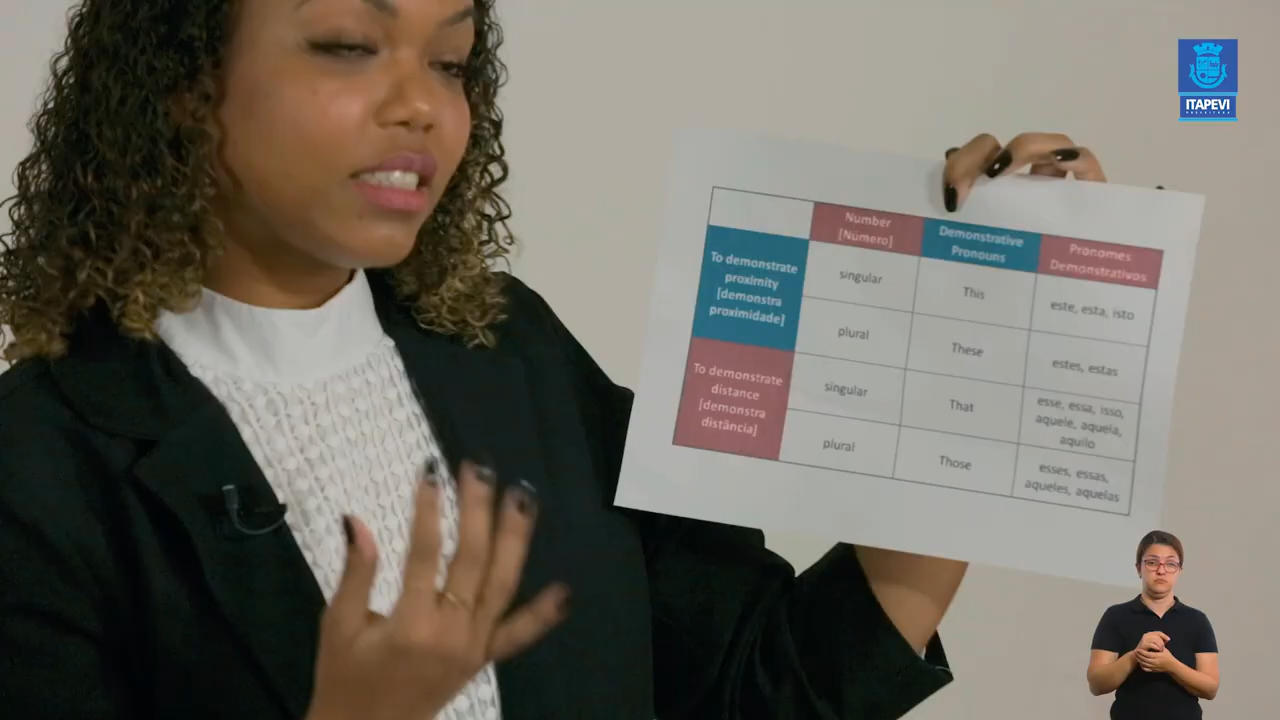 ITAPEVI
PREFEITURA
Number
[Número]
Demonstrative
Pronouns
Pronomes
Demonstrativos
To demonstrate
proximity
[demonstra
proximidade]
singular
This
este, esta, isto
plural
These
estes, estas
To demonstrate
distance
[demonstra
distância]
singular
That
esse, essa, isso,
aquele, aquela,
aquilo
plural
Those
esses, essas,
aqueles, aquelas